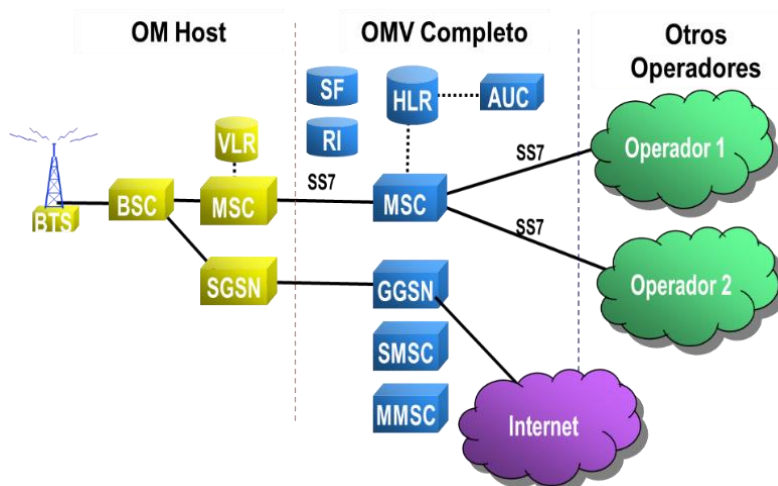 OM Host
OMV Completo
Otros
Operadores
SF
HLR
AUC
VLR
RI
SS7
Operador 1
BTS
BSC
MSC
SS7
MSC
SS7
Operador 2
SGSN
GGSN
SMSC
MMSC
Internet